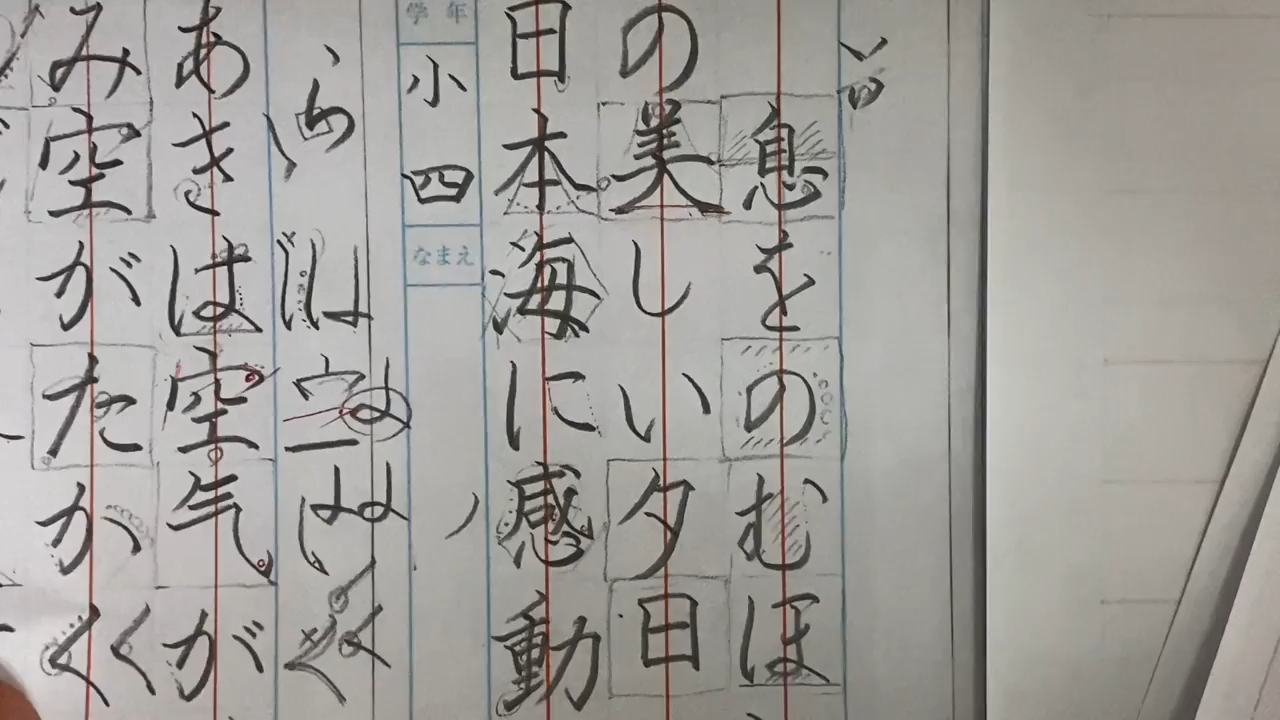 息をのむほ
の美しい夕日
日本海に感動
学年
小四
なまえ
あきは空気が
み空がたかく